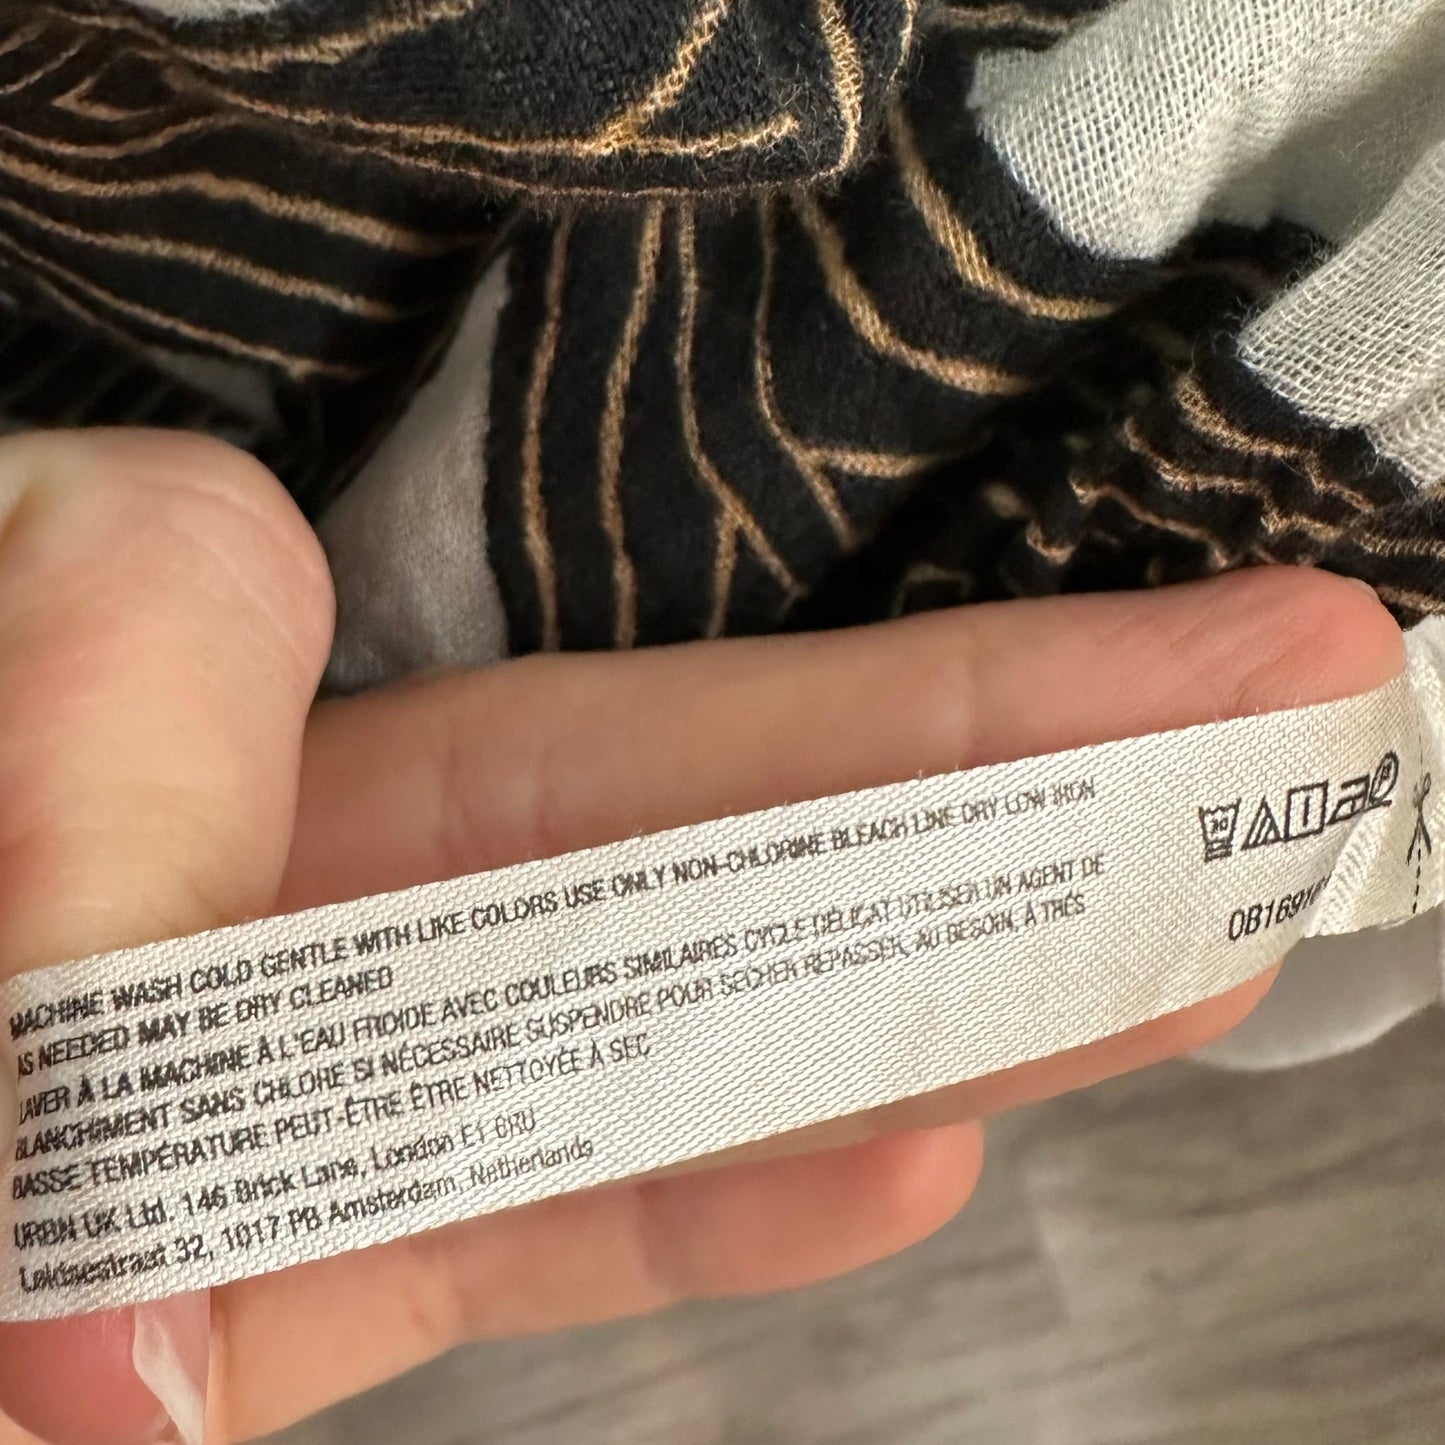 MACHINE WASH COLD GENTLE WITH LIKE COLORS USE ONLY NON-CHLORINE BLEACH LINE DRY LOW IRON
AS NEEDED MAY BE DRY CLEANED
LAVER À LA MACHINE À L'EAU FROIDE AVEC COULEURS SIMILAIRES CYCLE DÉLICAT UTILISER UN AGENT DE
BLANCHIMENT SANS CHLORE SI NÉCESSAIRE SUSPENDRE POUR SÉCHER REPASSER, AU BESOIN, À TRÈS
BASSE TEMPÉRATURE PEUT-ÊTRE ÊTRE NETTOYÉE À SEC
URBN UK Ltd. 146 Brick Lane, London E1 6RU
Leidsestraat 32, 1017 PB Amsterdam, Netherlands
30